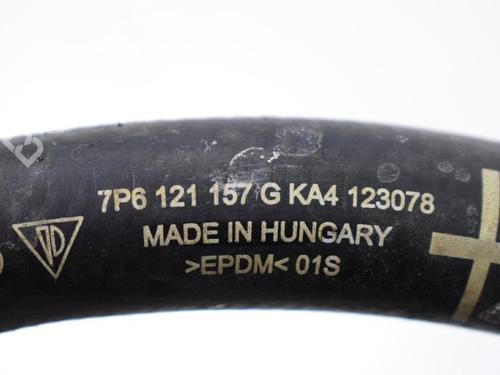 7P6 121 157 G KA4 123078
MADE IN HUNGARY
>EPDM< 01S